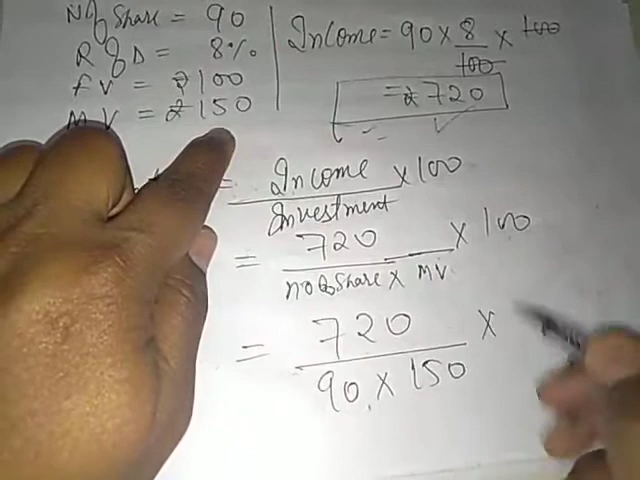 No of Share = 90
R of D = 8%
FV = ₹100
MV = ₹150
Income = 90 × 8/100 × 100
= ₹720
= Income/Investment × 100
= 720/No of Share × MV × 100
= 720/90 × 150 ×